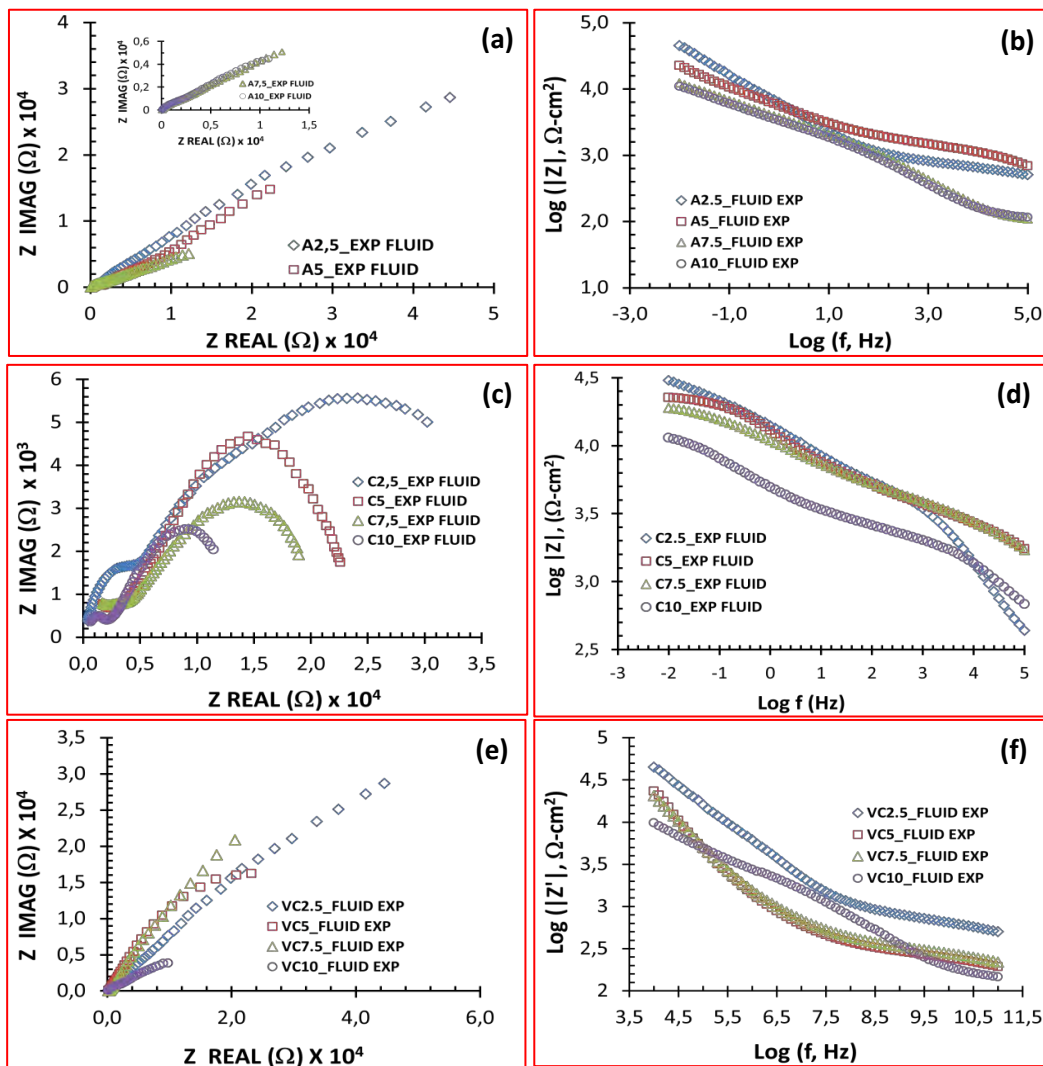 (a)
4
3
2
1
0
Z IMAG (Ω) x 10⁴
0 1 2 3 4 5
Z REAL (Ω) x 10⁴
0,6
0,4
0,2
0
Z IMAG (Ω) x 10⁴
0 0,5 1 1,5
Z REAL (Ω) x 10⁴
A7,5_EXP FLUID
A10_EXP FLUID
A2,5_EXP FLUID
A5_EXP FLUID
(b)
5,0
4,0
3,0
2,0
1,0
Log (|Z|, Ω-cm²)
-3,0 -1,0 1,0 3,0 5,0
Log (f, Hz)
A2.5_FLUID EXP
A5_FLUID EXP
A7.5_FLUID EXP
A10_FLUID EXP
(c)
6
5
4
3
2
1
0
Z IMAG (Ω) x 10³
0,0 0,5 1,0 1,5 2,0 2,5 3,0 3,5
Z REAL (Ω) x 10⁴
C2,5_EXP FLUID
C5_EXP FLUID
C7,5_EXP FLUID
C10_EXP FLUID
(d)
4,5
4,0
3,5
3,0
2,5
Log |Z|, (Ω-cm²)
-3 -2 -1 0 1 2 3 4 5
Log f (Hz)
C2.5_EXP FLUID
C5_EXP FLUID
C7.5_EXP FLUID
C10_EXP FLUID
(e)
3,5
3,0
2,5
2,0
1,5
1,0
0,5
0,0
Z IMAG (Ω) X 10⁴
0,0 2,0 4,0 6,0
Z REAL (Ω) X 10⁴
VC2.5_FLUID EXP
VC5_FLUID EXP
VC7.5_FLUID EXP
VC10_FLUID EXP
(f)
5
4,5
4
3,5
3
2,5
2
Log (|Z'|, Ω-cm²)
3,5 4,5 5,5 6,5 7,5 8,5 9,5 10,5 11,5
Log (f, Hz)
VC2.5_FLUID EXP
VC5_FLUID EXP
VC7.5_FLUID EXP
VC10_FLUID EXP